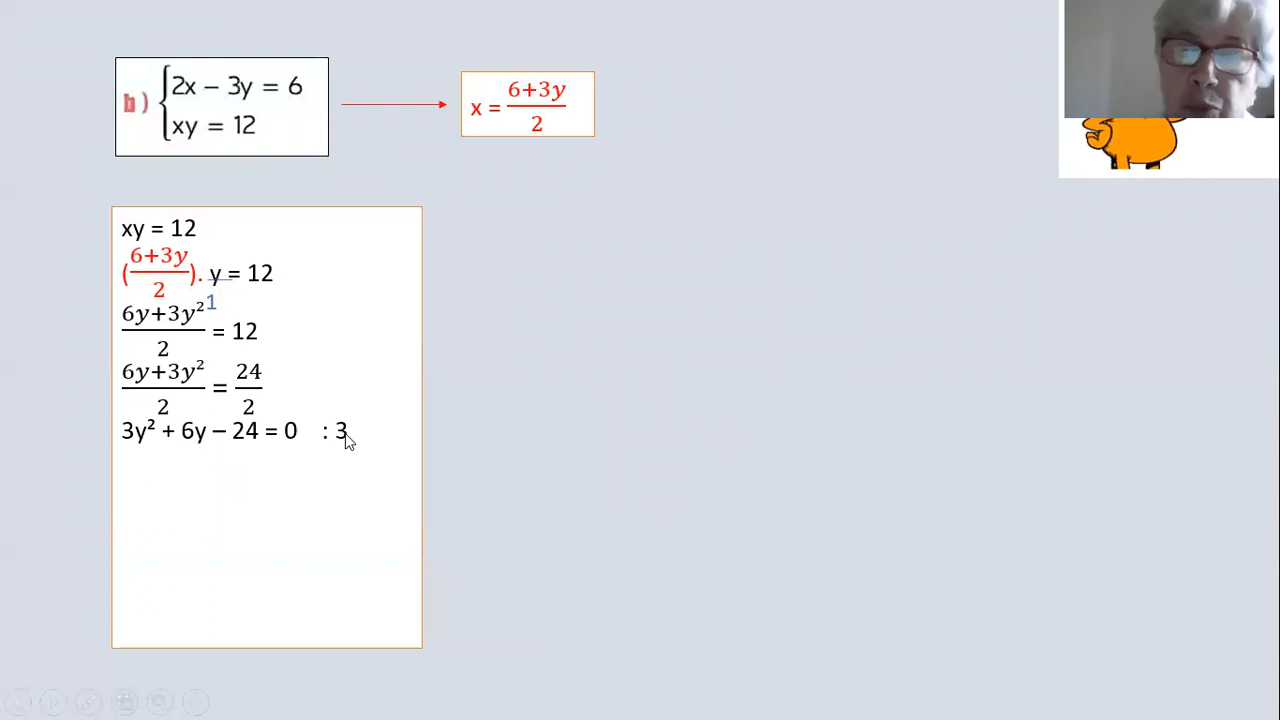 b) {2x – 3y = 6
xy = 12
x = (6+3y)/2
xy = 12
((6+3y)/2). y = 12
1
(6y+3y²)/2 = 12
(6y+3y²)/2 = 24/2
3y² + 6y – 24 = 0 : 3